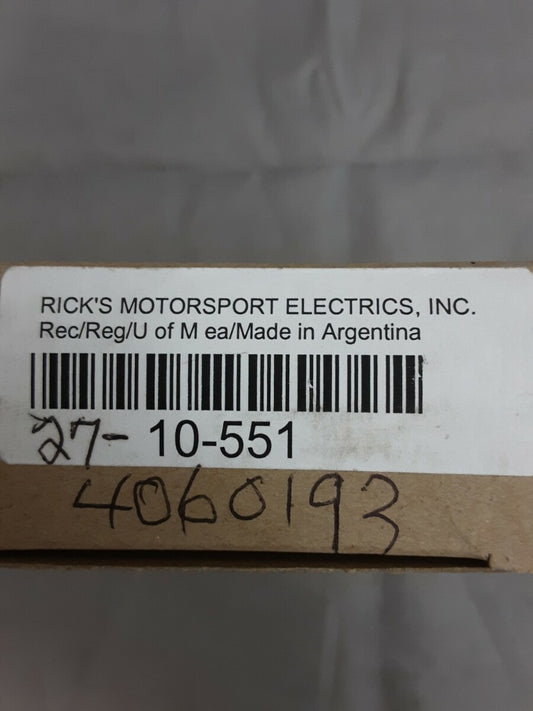 RICK'S MOTORSPORT ELECTRICS, INC.
Rec/Reg/U of M ea/Made in Argentina
27- 10-551
4060193